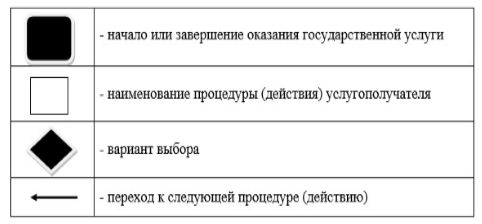 - начало или завершение оказания государственной услуги
- наименование процедуры (действия) услугополучателя
- вариант выбора
- переход к следующей процедуре (действию)